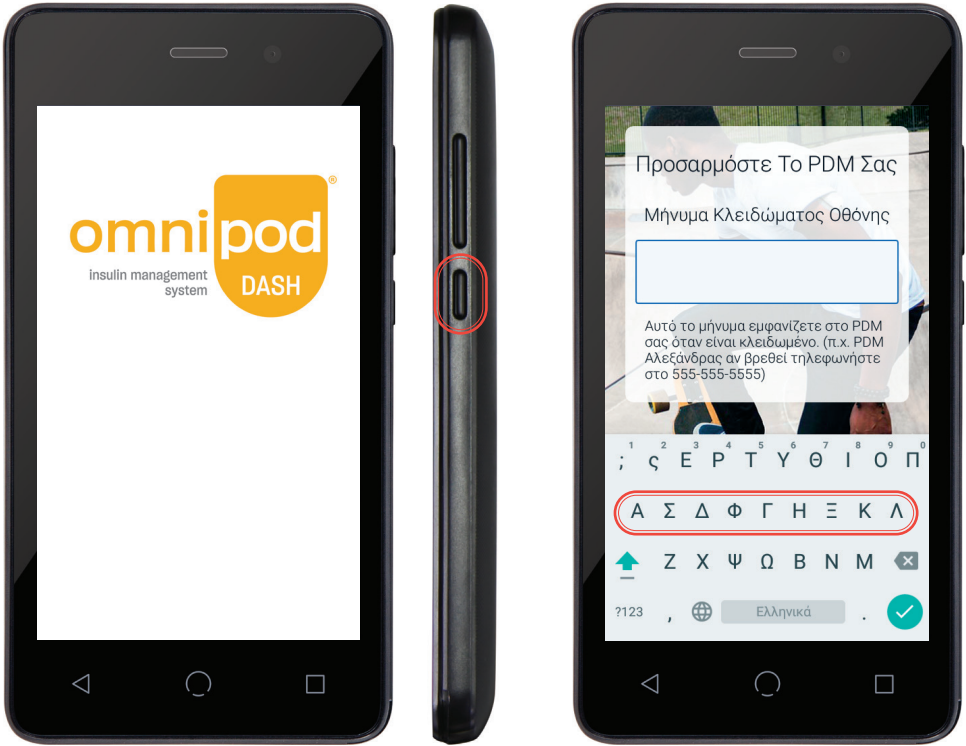 omnipod®
insulin management
system
DASH
Προσαρμόστε Το PDM Σας
Μήνυμα Κλειδώματος Οθόνης
Αυτό το μήνυμα εμφανίζετε στο PDM
σας όταν είναι κλειδωμένο. (π.χ. PDM
Αλεξάνδρας αν βρεθεί τηλεφωνήστε
στο 555-555-5555)
1 2 3 4 5 6 7 8 9 0
; ς Ε Ρ Τ Υ Θ Ι Ο Π
Α Σ Δ Φ Γ Η Ξ Κ Λ
Ζ Χ Ψ Ω Β Ν Μ
?123 , Ελληνικά .